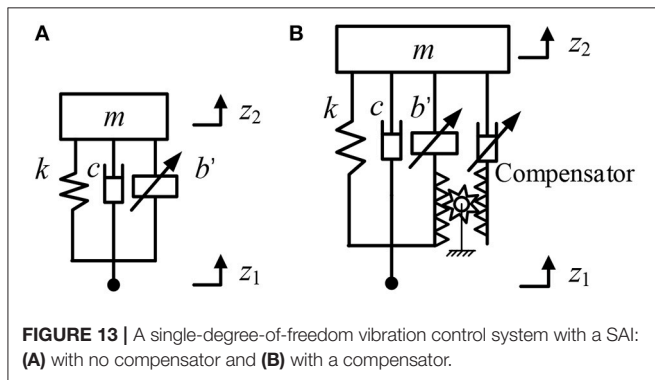 A
B
m
z₂
k
c
b'
z₁
m
z₂
k
c
b'
Compensator
z₁
FIGURE 13 | A single-degree-of-freedom vibration control system with a SAI:
(A) with no compensator and (B) with a compensator.